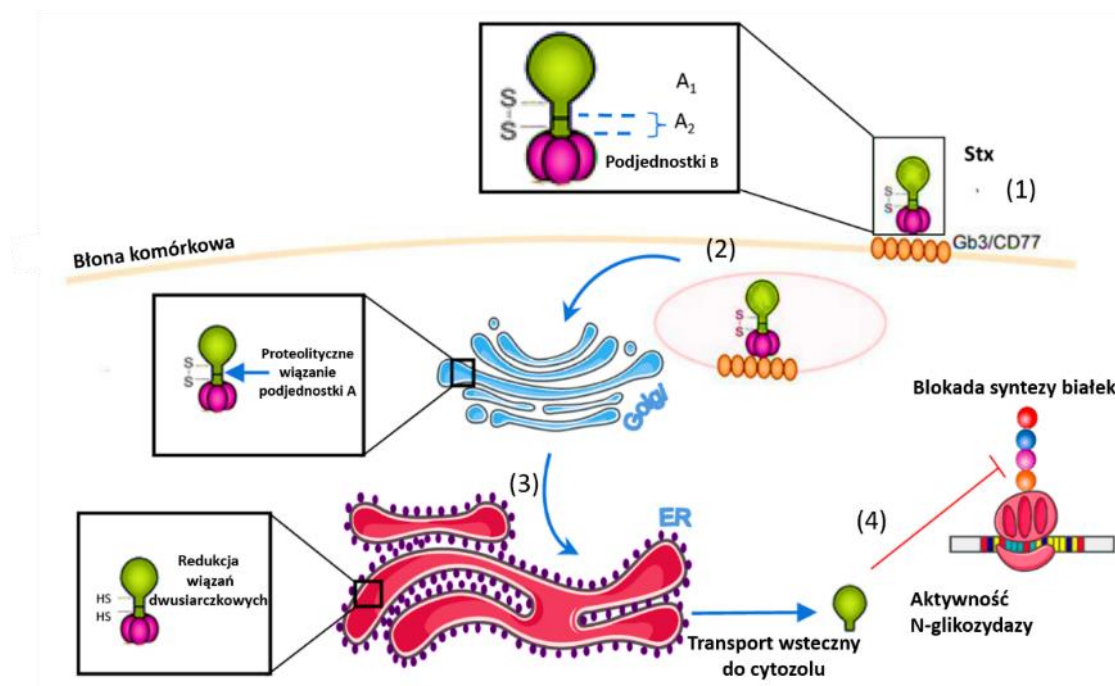 S
S
A1
A2
Podjednostki B
Stx
(1)
S
S
Gb3/CD77
Błona komórkowa
(2)
S
S
S
S
Proteolityczne
wiązanie
podjednostki A
Golgi
Blokada syntezy białek
(3)
ER
(4)
Redukcja
wiązań
dwusiarczkowych
HS
HS
Transport wsteczny
do cytozolu
Aktywność
N-glikozydazy